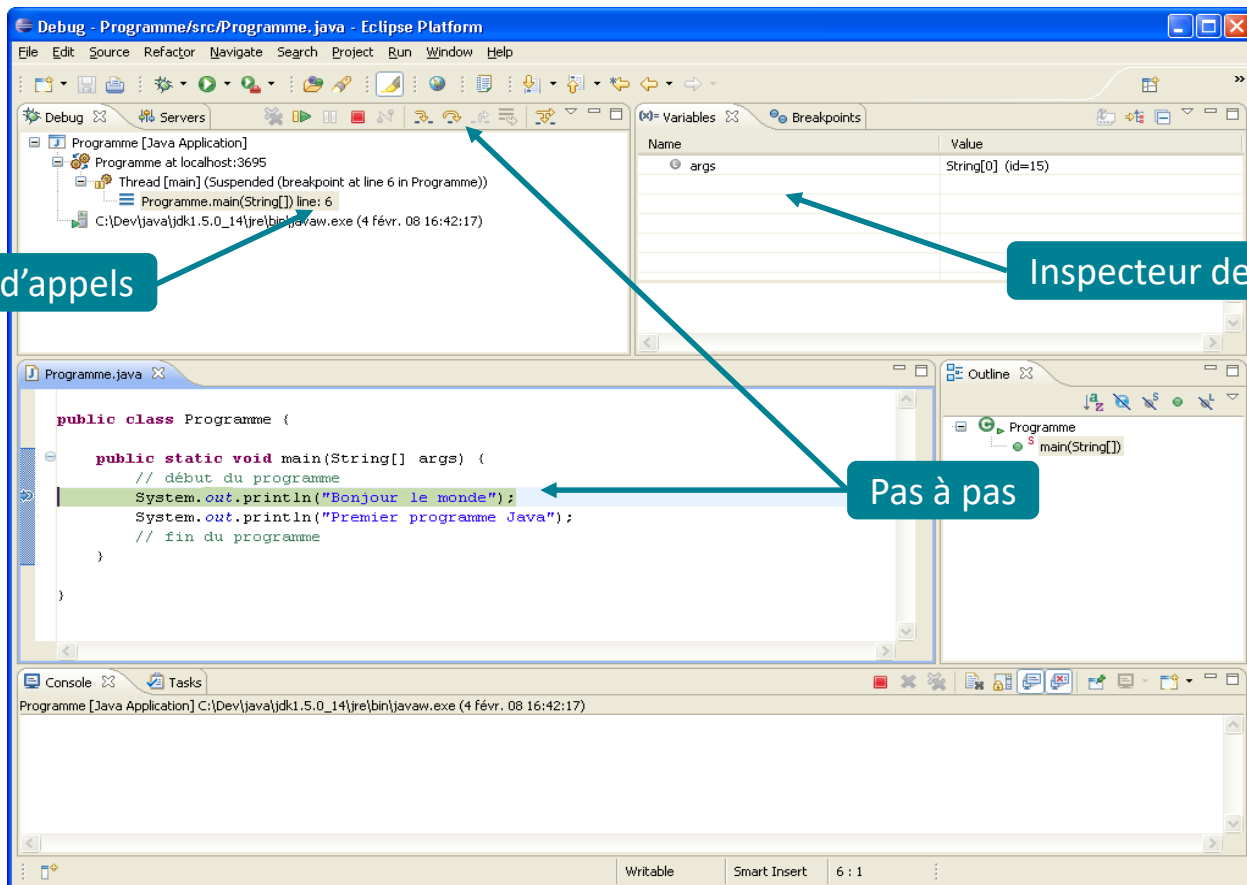 Debug - Programme/src/Programme.java - Eclipse Platform
File Edit Source Refactor Navigate Search Project Run Window Help
»
Debug Servers
(x)= Variables Breakpoints
Programme [Java Application]
Programme at localhost:3695
Thread [main] (Suspended (breakpoint at line 6 in Programme))
Programme.main(String[]) line: 6
C:\Dev\java\jdk1.5.0_14\jre\bin\javaw.exe (4 févr. 08 16:42:17)
Name Value
args String[0] (id=15)
d’appels
Inspecteur de
Programme.java
public class Programme {
public static void main(String[] args) {
// début du programme
System.out.println("Bonjour le monde");
System.out.println("Premier programme Java");
// fin du programme
}
}
Pas à pas
Outline
Programme
main(String[])
Console Tasks
Programme [Java Application] C:\Dev\java\jdk1.5.0_14\jre\bin\javaw.exe (4 févr. 08 16:42:17)
Writable Smart Insert 6 : 1